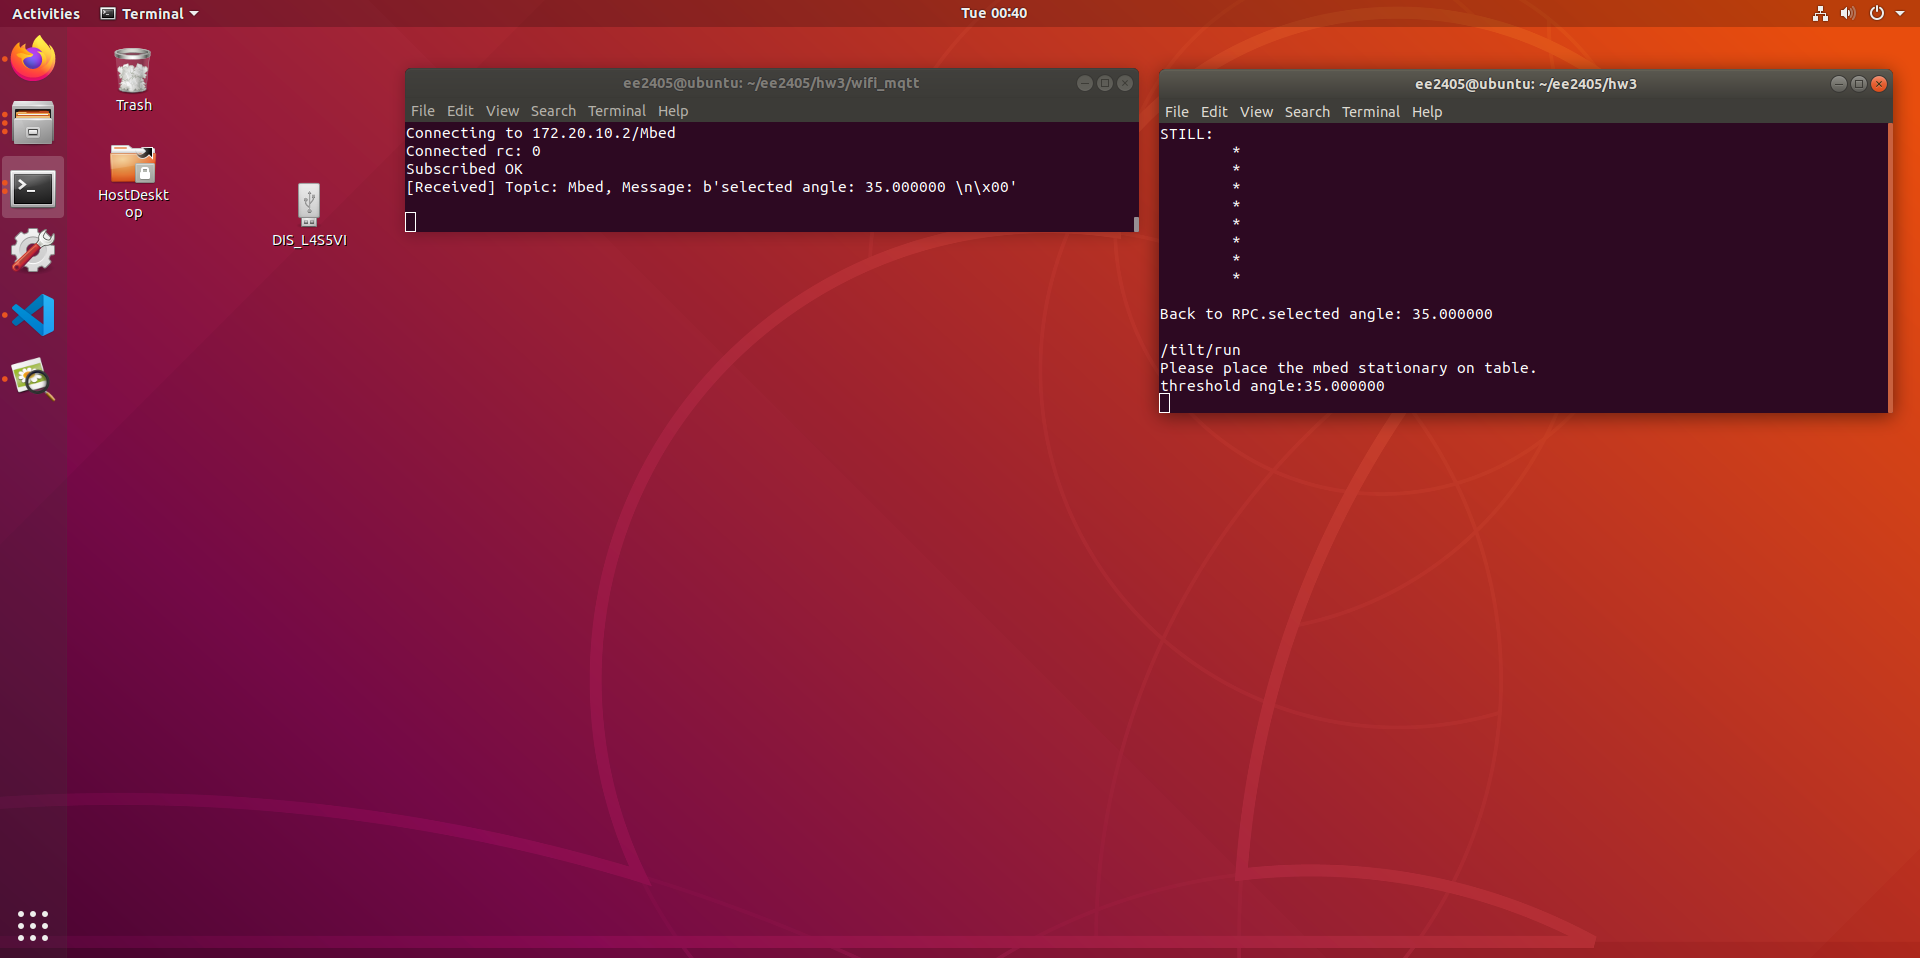 Activities Terminal Tue 00:40
Trash
HostDeskt
op
DIS_L4S5VI
ee2405@ubuntu: ~/ee2405/hw3/wifi_mqtt
File Edit View Search Terminal Help
Connecting to 172.20.10.2/Mbed
Connected rc: 0
Subscribed OK
[Received] Topic: Mbed, Message: b'selected angle: 35.000000 \n\x00'
ee2405@ubuntu: ~/ee2405/hw3
File Edit View Search Terminal Help
STILL:
*
*
*
*
*
*
*
*
Back to RPC.selected angle: 35.000000
/tilt/run
Please place the mbed stationary on table.
threshold angle:35.000000